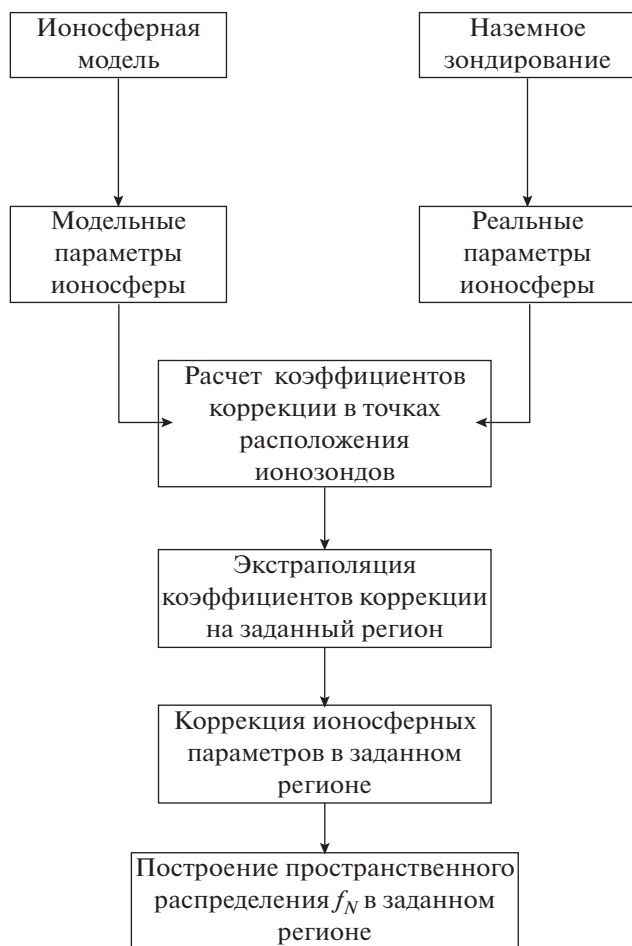 Ионосферная
модель
Наземное
зондирование
Модельные
параметры
ионосферы
Реальные
параметры
ионосферы
Расчет коэффициентов
коррекции в точках
расположения
ионозондов
Экстраполяция
коэффициентов коррекции
на заданный регион
Коррекция ионосферных
параметров в заданном
регионе
Построение пространственного
распределения f_N в заданном
регионе